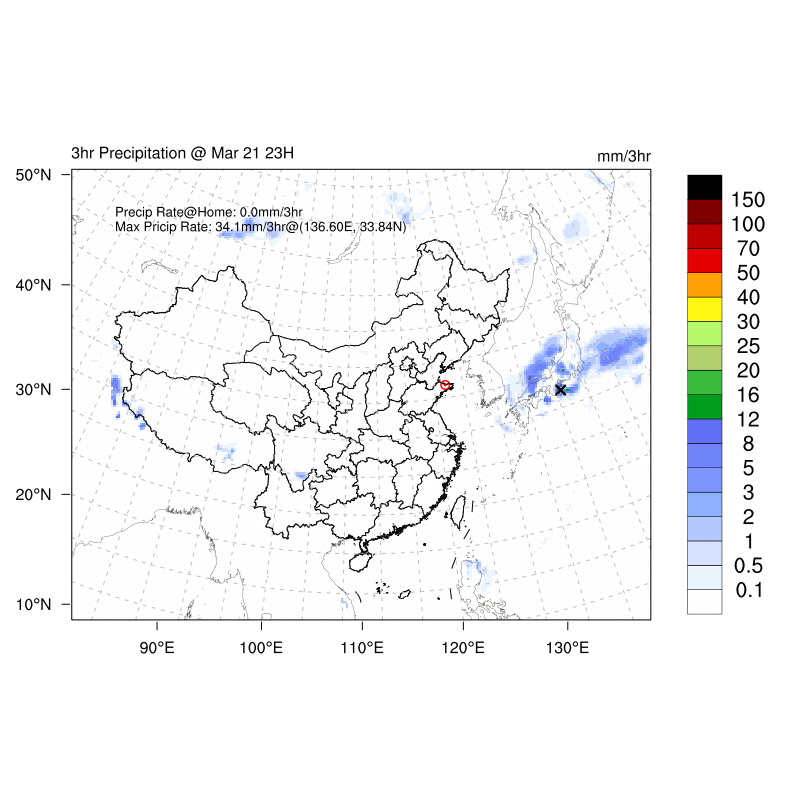 3hr Precipitation @ Mar 21 23H
mm/3hr
Precip Rate@Home: 0.0mm/3hr
Max Pricip Rate: 34.1mm/3hr@(136.60E, 33.84N)
50°N
40°N
30°N
20°N
10°N
90°E
100°E
110°E
120°E
130°E
150
100
70
50
40
30
25
20
16
12
8
5
3
2
1
0.5
0.1